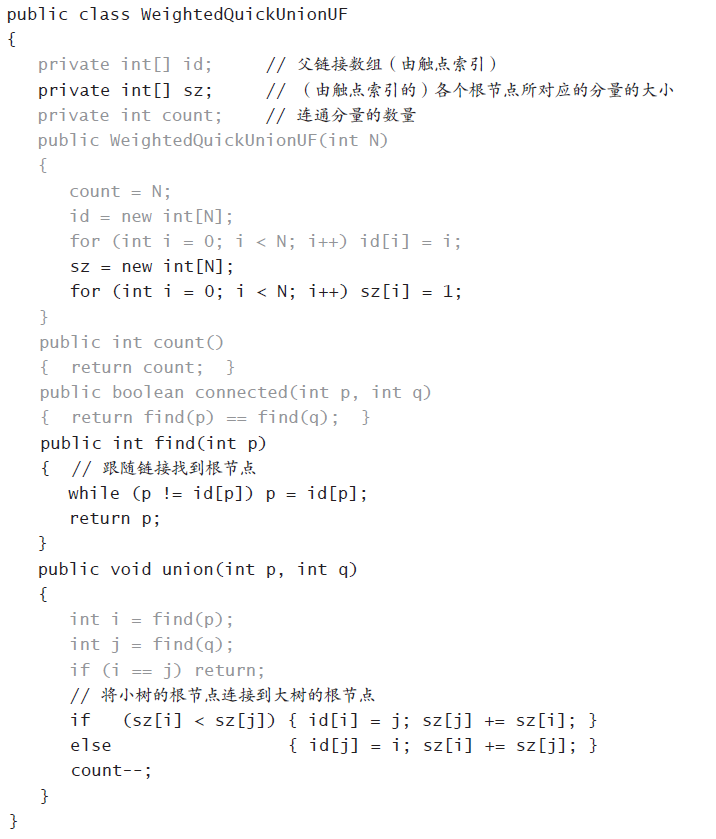 public class WeightedQuickUnionUF
{
private int[] id; // 父链接数组（由触点索引）
private int[] sz; // （由触点索引的）各个根节点所对应的分量的大小
private int count; // 连通分量的数量
public WeightedQuickUnionUF(int N)
{
count = N;
id = new int[N];
for (int i = 0; i < N; i++) id[i] = i;
sz = new int[N];
for (int i = 0; i < N; i++) sz[i] = 1;
}
public int count()
{ return count; }
public boolean connected(int p, int q)
{ return find(p) == find(q); }
public int find(int p)
{ // 跟随链接找到根节点
while (p != id[p]) p = id[p];
return p;
}
public void union(int p, int q)
{
int i = find(p);
int j = find(q);
if (i == j) return;
// 将小树的根节点连接到大树的根节点
if (sz[i] < sz[j]) { id[i] = j; sz[j] += sz[i]; }
else { id[j] = i; sz[i] += sz[j]; }
count--;
}
}